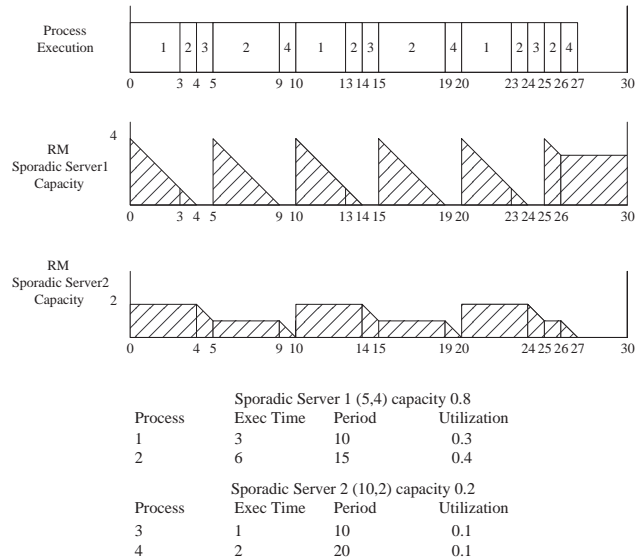 Process
Execution
1 2 3 2 4 1 2 3 2 4 1 2 3 2 4
0 3 4 5 9 10 13 14 15 19 20 23 24 25 26 27 30
RM
Sporadic Server1
Capacity
4
0 3 4 5 9 10 13 14 15 19 20 23 24 25 26 30
RM
Sporadic Server2
Capacity
2
0 4 5 9 10 14 15 19 20 24 25 26 27 30
Sporadic Server 1 (5,4) capacity 0.8
Process Exec Time Period Utilization
1 3 10 0.3
2 6 15 0.4
Sporadic Server 2 (10,2) capacity 0.2
Process Exec Time Period Utilization
3 1 10 0.1
4 2 20 0.1